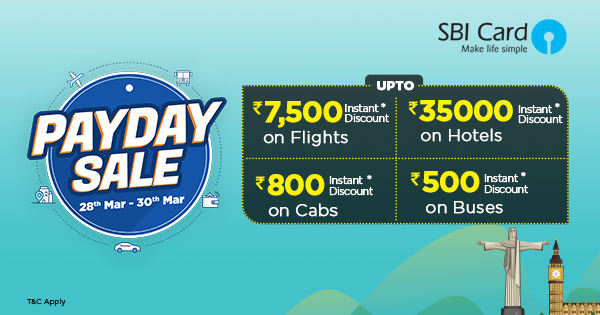 SBI Card
Make life simple
PAYDAY
SALE
28th Mar - 30th Mar
UPTO
₹7,500 Instant* Discount
on Flights
₹35000 Instant* Discount
on Hotels
₹800 Instant* Discount
on Cabs
₹500 Instant* Discount
on Buses
T&C Apply